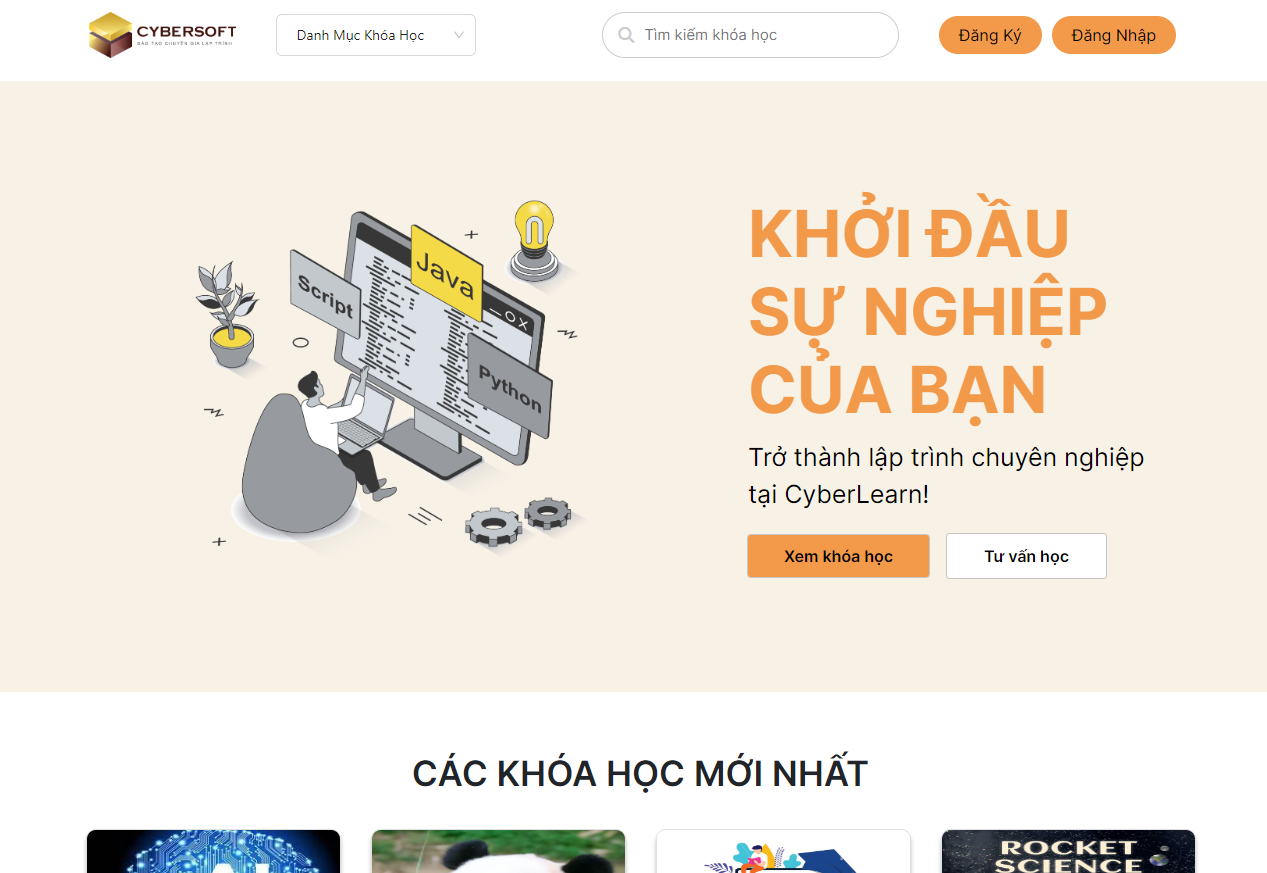 CYBERSOFT
ĐÀO TẠO CHUYÊN GIA LẬP TRÌNH
Danh Mục Khóa Học
Tìm kiếm khóa học
Đăng Ký
Đăng Nhập
Script
Java
Python
KHỞI ĐẦU
SỰ NGHIỆP
CỦA BẠN
Trở thành lập trình chuyên nghiệp
tại CyberLearn!
Xem khóa học
Tư vấn học
CÁC KHÓA HỌC MỚI NHẤT
AI
ROCKET
SCIENCE